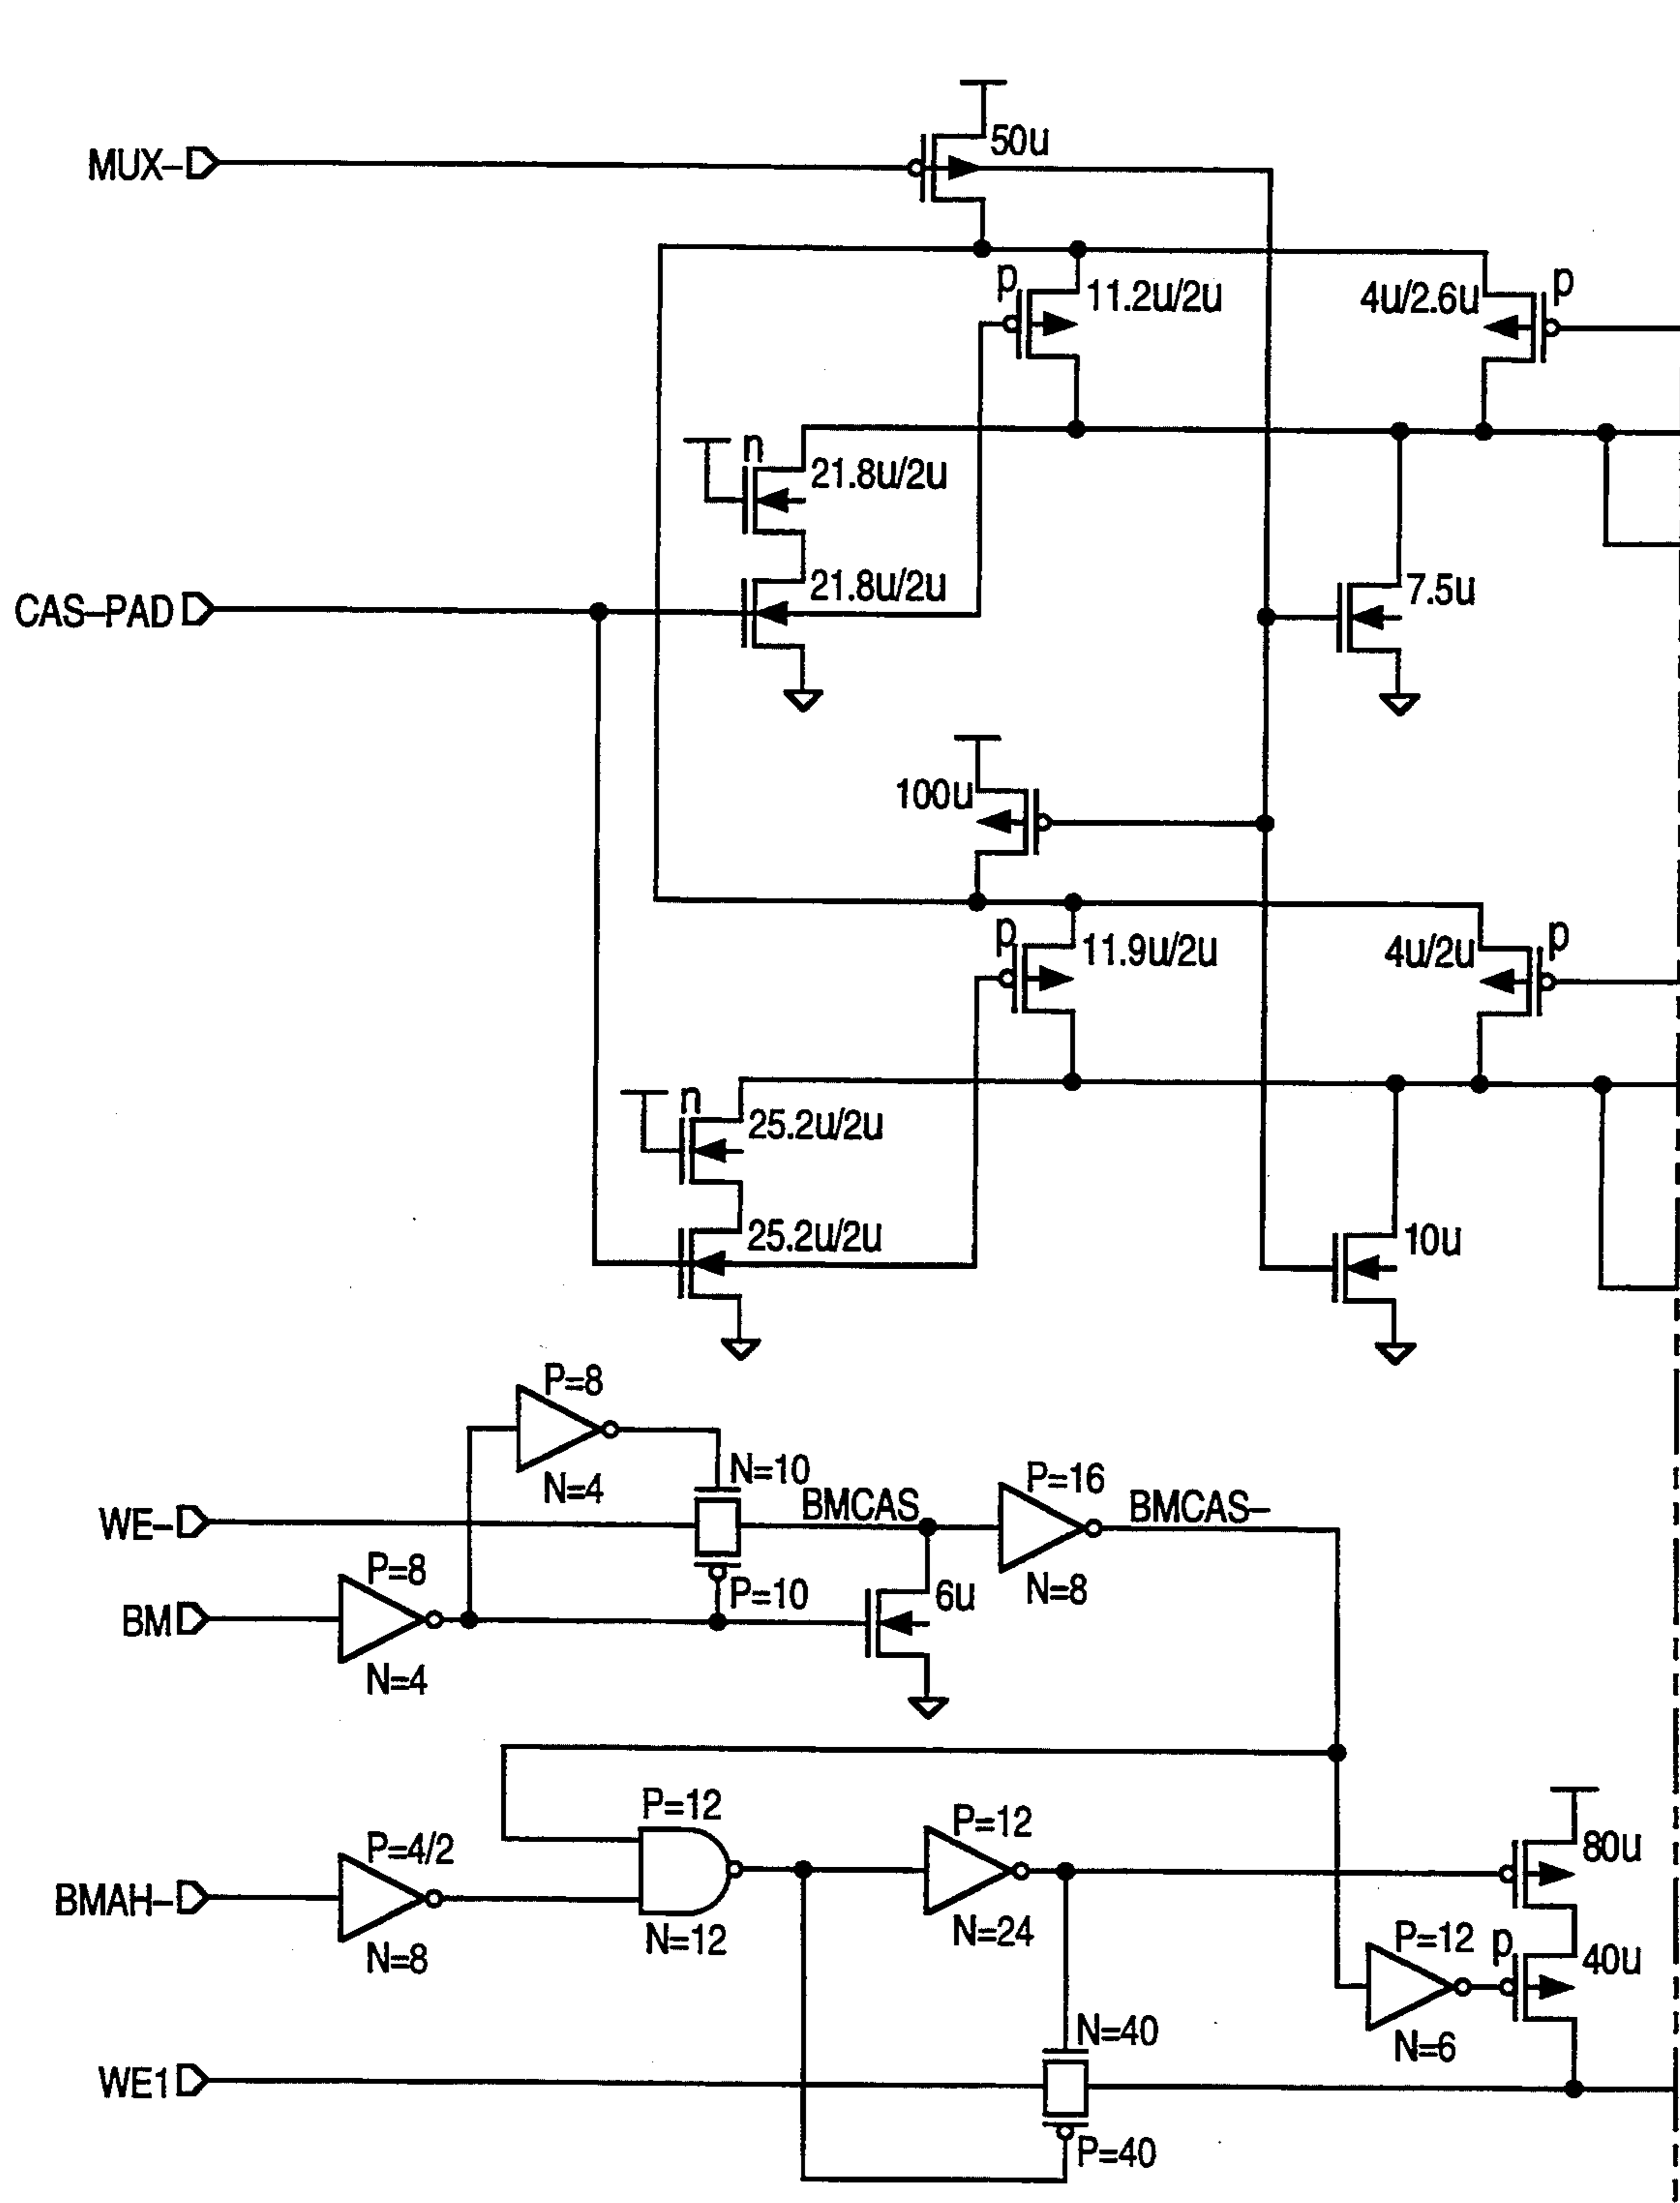 50u
MUX–
p
11.2u/2u
4u/2.6u
p
n
21.8u/2u
21.8u/2u
7.5u
CAS–PAD
100u
p
11.9u/2u
4u/2u
p
n
25.2u/2u
25.2u/2u
10u
P=8
N=4
N=10
P=16
BMCAS
BMCAS–
WE–
P=8
P=10
6u
N=8
BM
N=4
P=12
P=12
P=4/2
80u
BMAH–
N=12
N=24
P=12
p
N=8
40u
N=40
N=6
WE1
P=40